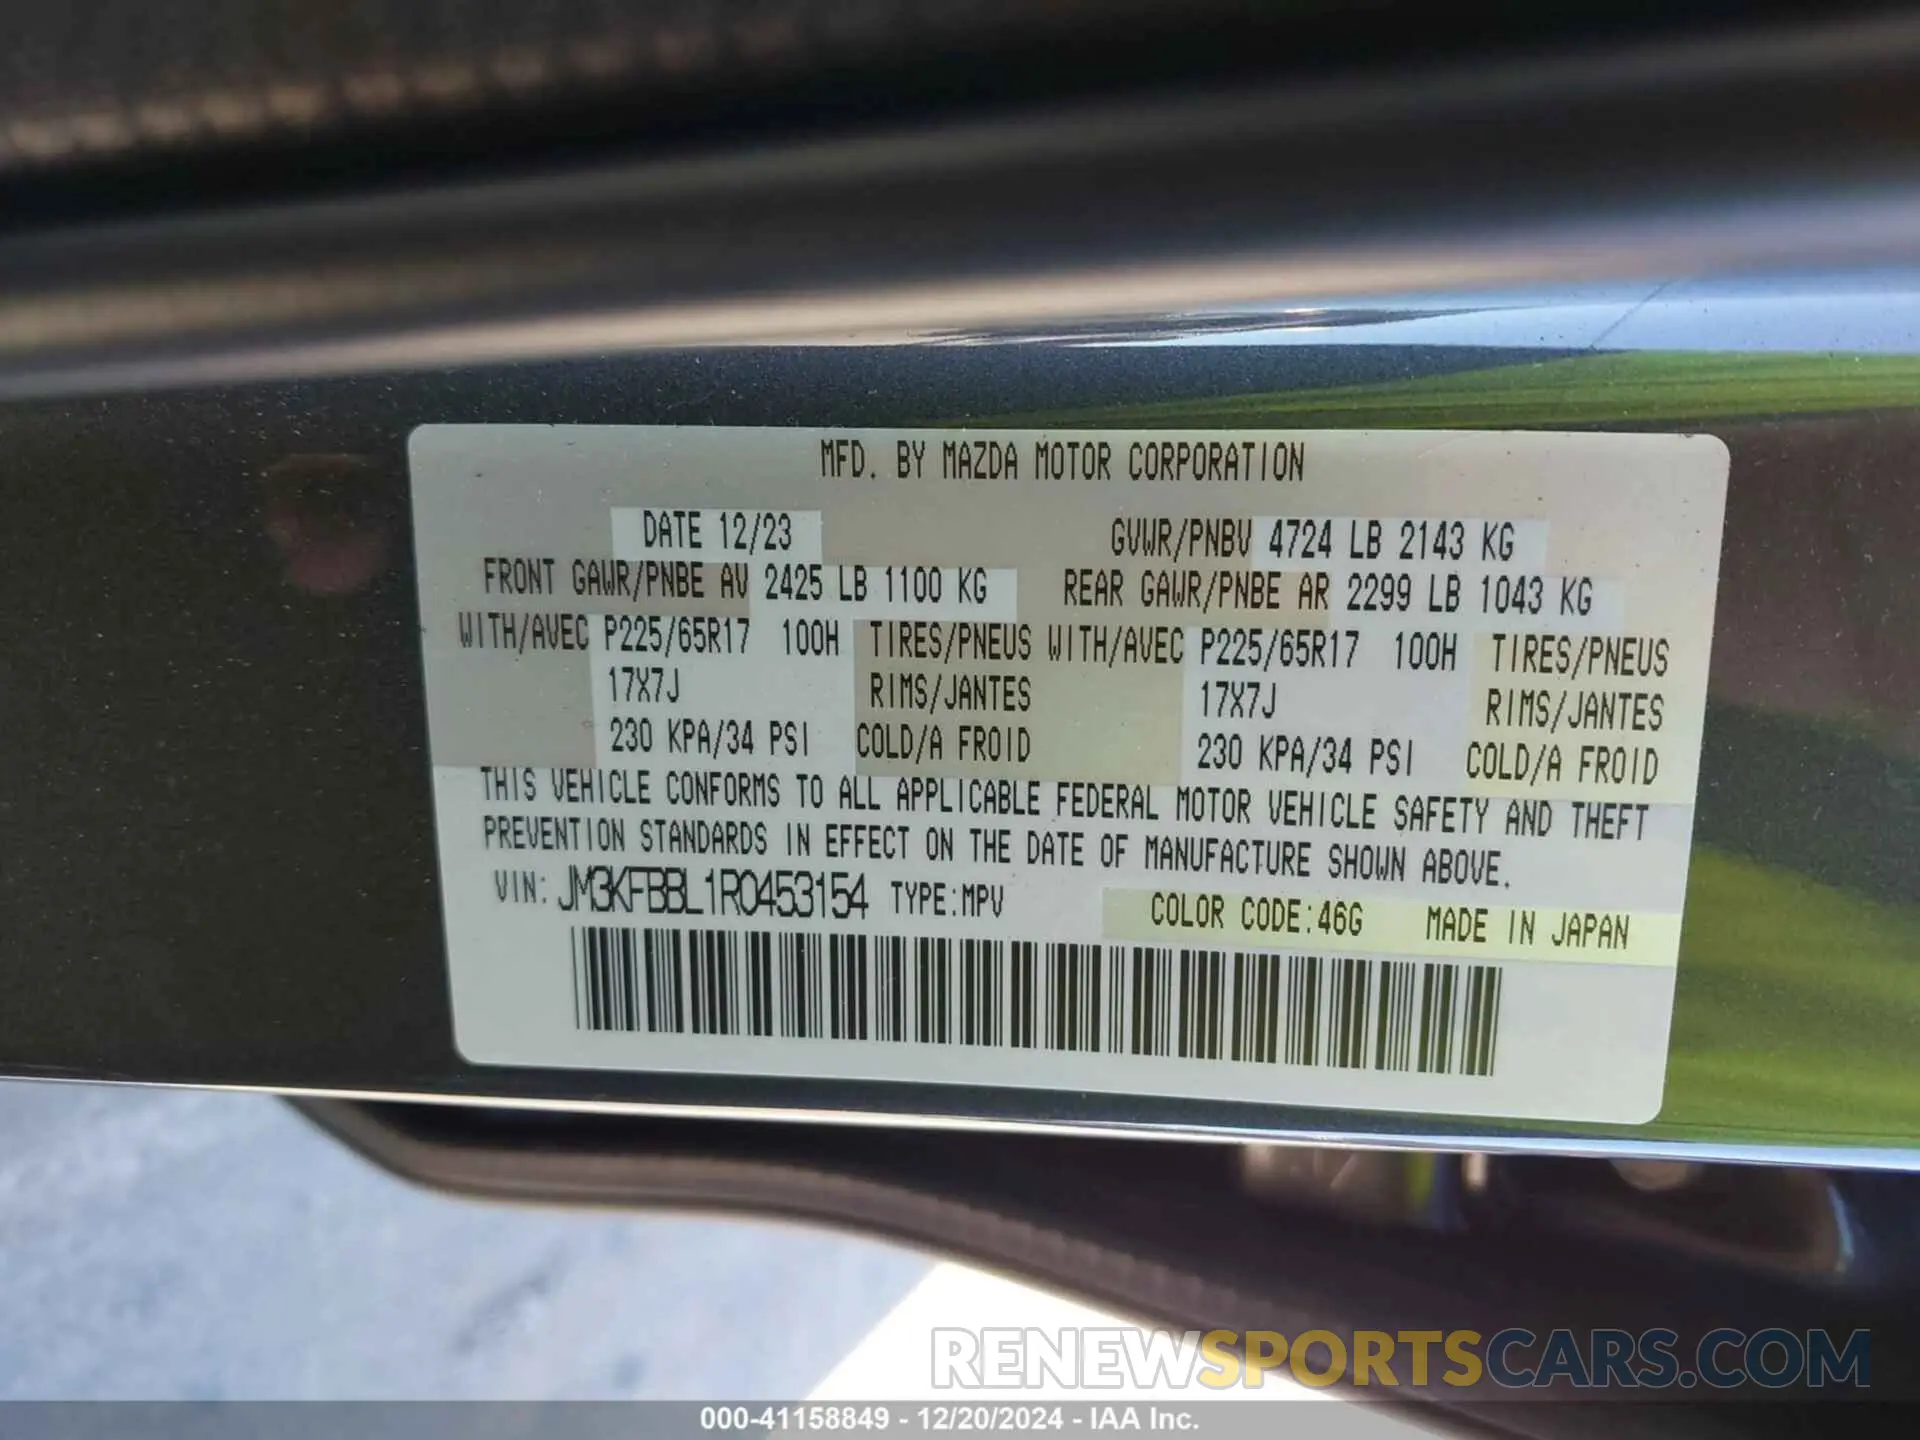 MFD. BY MAZDA MOTOR CORPORATION
DATE 12/23 GVWR/PNBV 4724 LB 2143 KG
FRONT GAWR/PNBE AV 2425 LB 1100 KG REAR GAWR/PNBE AR 2299 LB 1043 KG
WITH/AVEC P225/65R17 100H TIRES/PNEUS WITH/AVEC P225/65R17 100H TIRES/PNEUS
17X7J RIMS/JANTES 17X7J RIMS/JANTES
230 KPA/34 PSI COLD/A FROID 230 KPA/34 PSI COLD/A FROID
THIS VEHICLE CONFORMS TO ALL APPLICABLE FEDERAL MOTOR VEHICLE SAFETY AND THEFT
PREVENTION STANDARDS IN EFFECT ON THE DATE OF MANUFACTURE SHOWN ABOVE.
VIN: JM3KFBBL1R0453154 TYPE:MPV COLOR CODE:46G MADE IN JAPAN
RENEWSPORTSCARS.COM
000-41158849 - 12/20/2024 - IAA Inc.